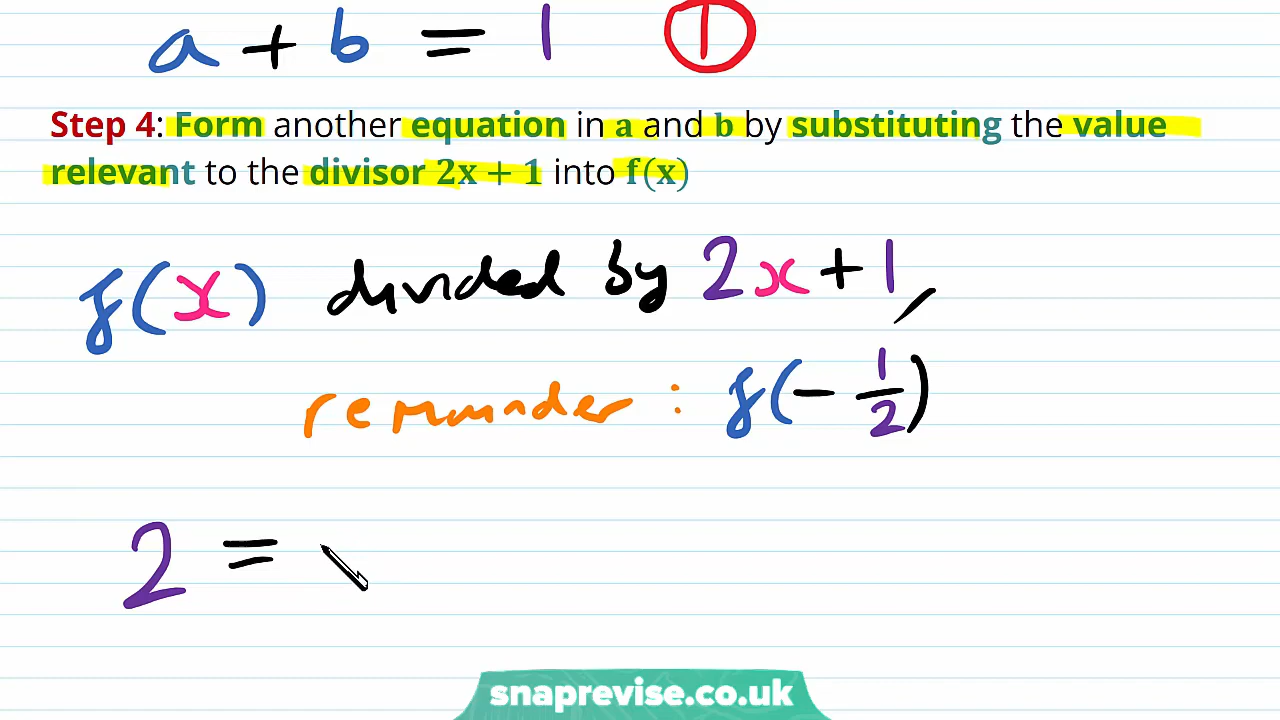 a + b = 1 ①
Step 4: Form another equation in a and b by substituting the value
relevant to the divisor 2x + 1 into f(x)
f(x) divided by 2x + 1,
remainder : f(- 1/2)
2 =
snaprevise.co.uk